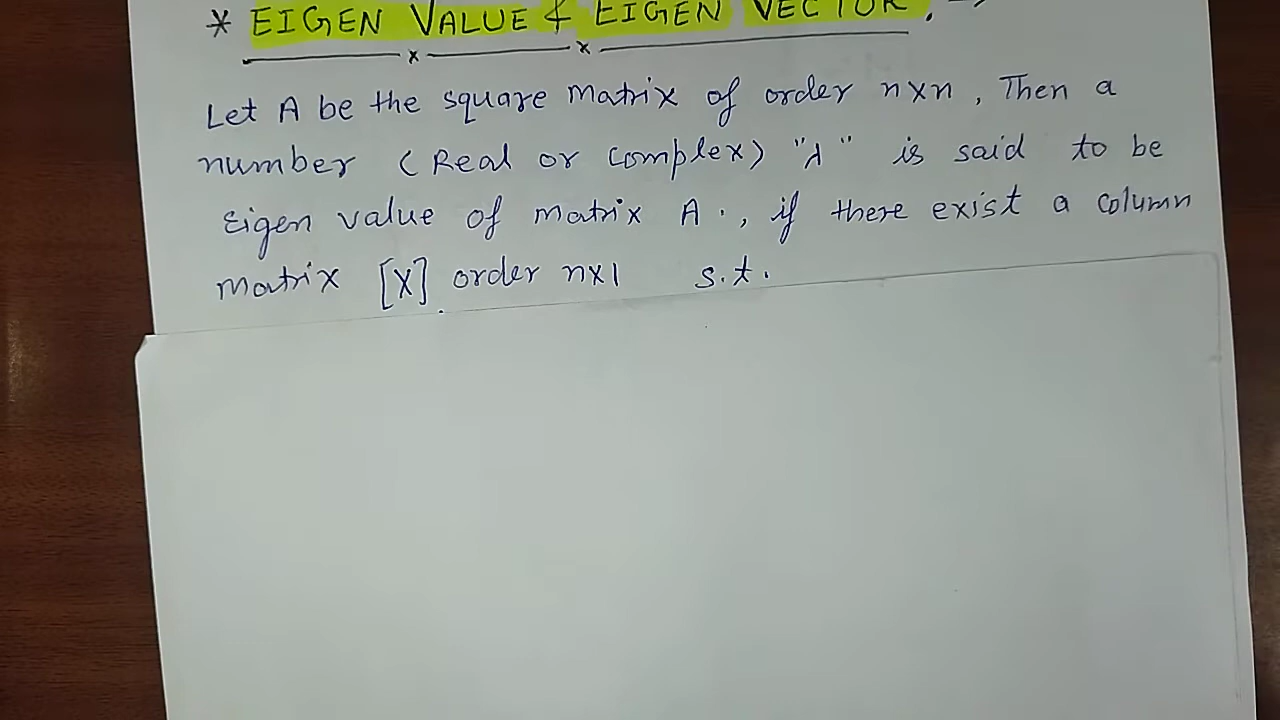 * EIGEN VALUE & EIGEN VECTOR. →
Let A be the square matrix of order n×n, Then a
number (Real or complex) "λ" is said to be
Eigen value of matrix A., if there exist a column
matrix [X] order n×1 s.t.